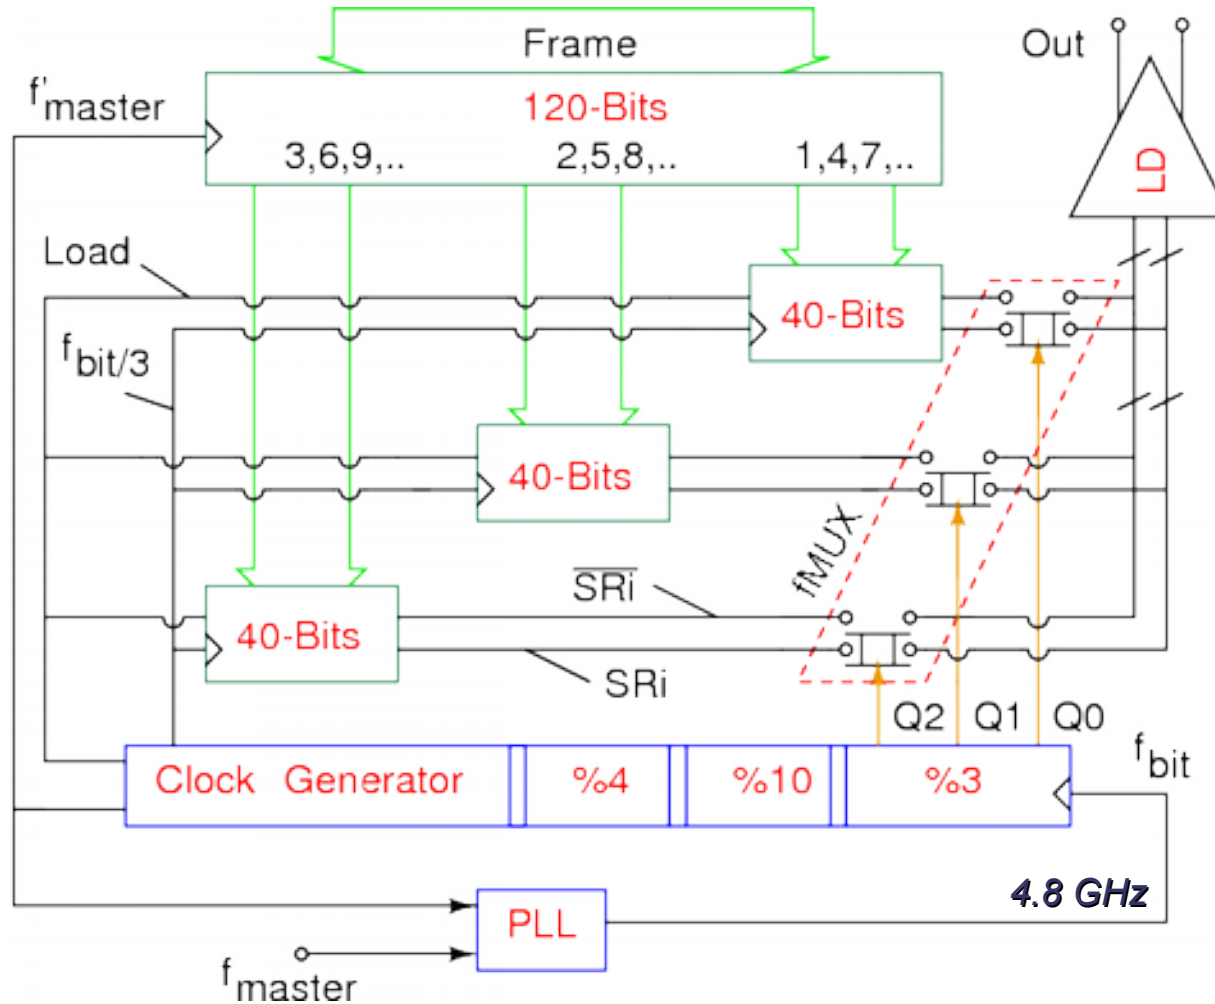 Frame
Out
f'master
120-Bits
3,6,9,..
2,5,8,..
1,4,7,..
LD
Load
40-Bits
fbit/3
40-Bits
fMUX
SRi
40-Bits
SRi
Q2
Q1
Q0
fbit
Clock Generator
%4
%10
%3
4.8 GHz
PLL
fmaster